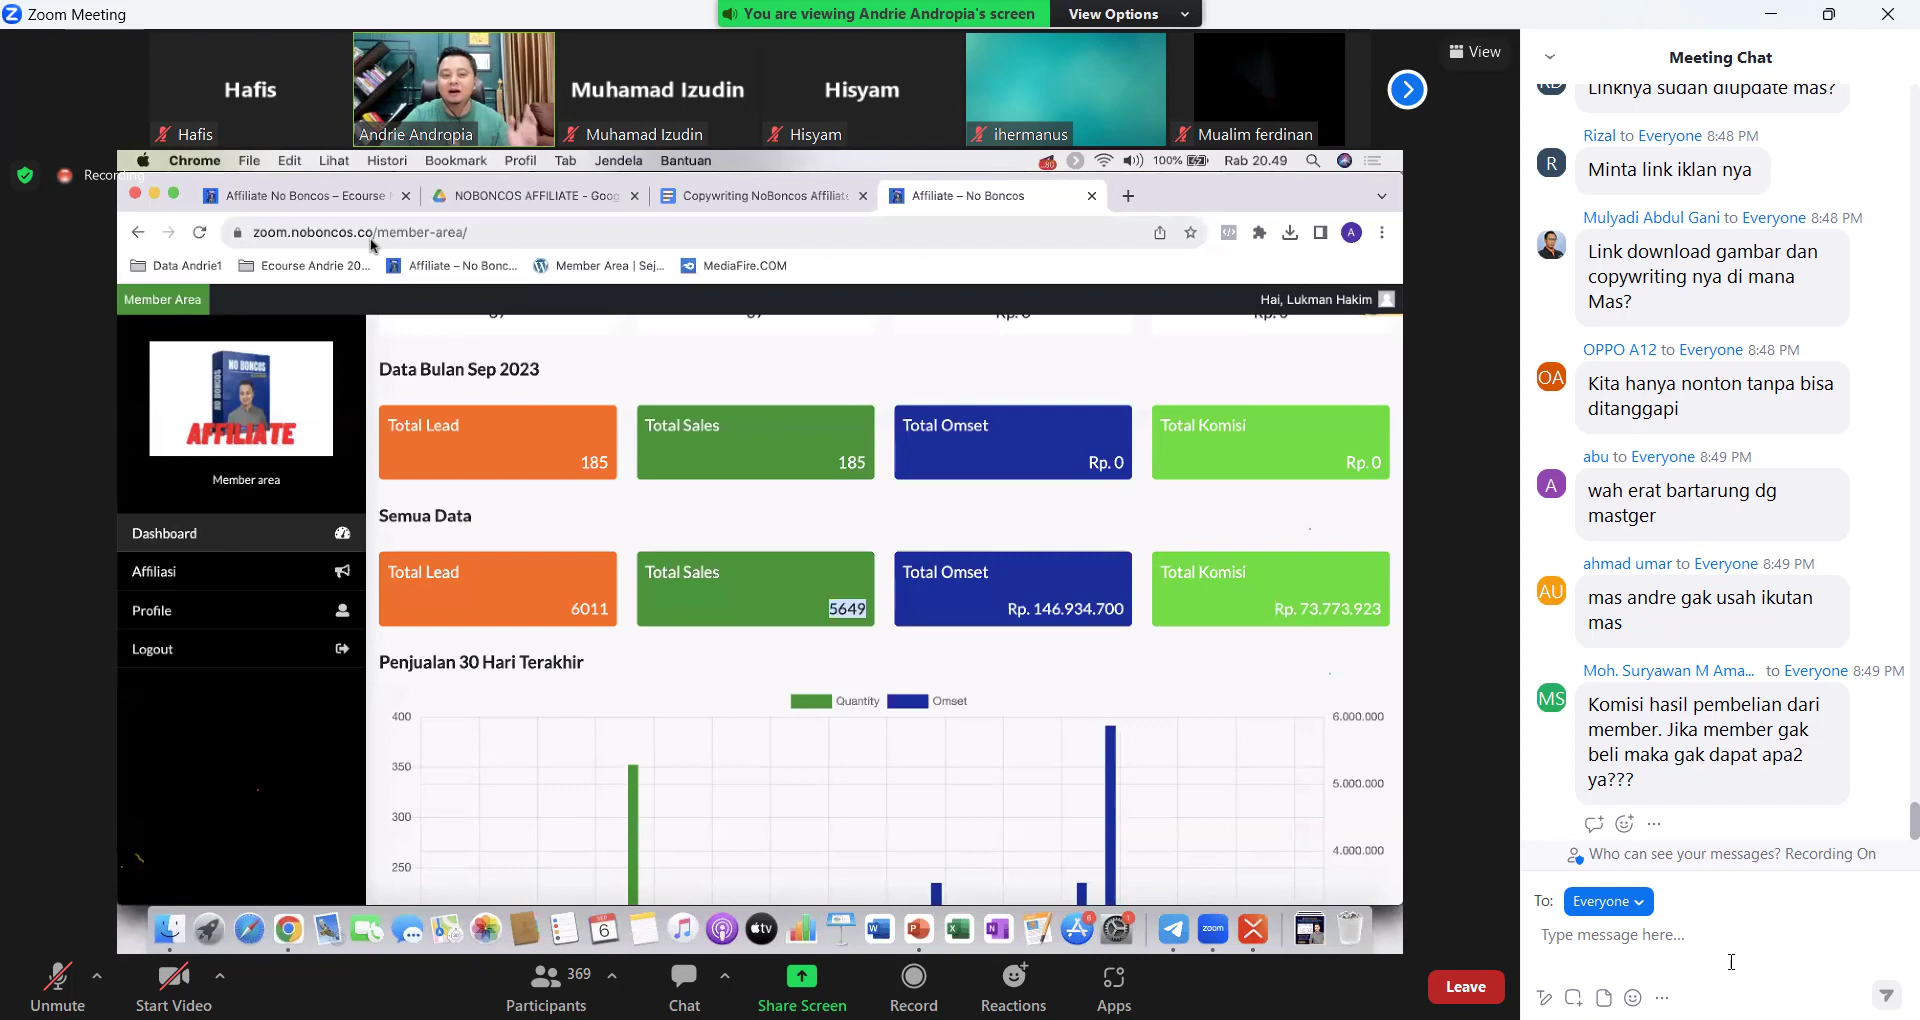 Zoom Meeting
You are viewing Andrie Andropia's screen
View Options
Hafis
Hafis
Andrie Andropia
Muhamad Izudin
Muhamad Izudin
Hisyam
Hisyam
ihermanus
Mualim ferdinan
View
Recording
Chrome File Edit Lihat Histori Bookmark Profil Tab Jendela Bantuan
100% Rab 20.49
Affiliate No Boncos – Ecourse
NOBONCOS AFFILIATE - Goog
Copywriting NoBoncos Affiliate
Affiliate – No Boncos
zoom.noboncos.co/member-area/
A
Data Andrie1
Ecourse Andrie 20...
Affiliate – No Bonc...
Member Area | Sej...
MediaFire.COM
Member Area
Hai, Lukman Hakim
NO BONCOS
AFFILIATE
Member area
Dashboard
Affiliasi
Profile
Logout
Rp. 0
Rp. 0
Data Bulan Sep 2023
Total Lead
185
Total Sales
185
Total Omset
Rp. 0
Total Komisi
Rp. 0
Semua Data
Total Lead
6011
Total Sales
5649
Total Omset
Rp. 146.934.700
Total Komisi
Rp. 73.773.923
Penjualan 30 Hari Terakhir
Quantity Omset
400
350
300
250
6.000.000
5.000.000
4.000.000
SEP
6
tv
zoom
Unmute
Start Video
369
Participants
Chat
Share Screen
Record
Reactions
Apps
Leave
Meeting Chat
Linknya sudah diupdate mas?
Rizal to Everyone 8:48 PM
R
Minta link iklan nya
Mulyadi Abdul Gani to Everyone 8:48 PM
Link download gambar dan
copywriting nya di mana
Mas?
OPPO A12 to Everyone 8:48 PM
OA
Kita hanya nonton tanpa bisa
ditanggapi
abu to Everyone 8:49 PM
A
wah erat bartarung dg
mastger
ahmad umar to Everyone 8:49 PM
AU
mas andre gak usah ikutan
mas
Moh. Suryawan M Ama... to Everyone 8:49 PM
MS
Komisi hasil pembelian dari
member. Jika member gak
beli maka gak dapat apa2
ya???
Who can see your messages? Recording On
To: Everyone
Type message here...